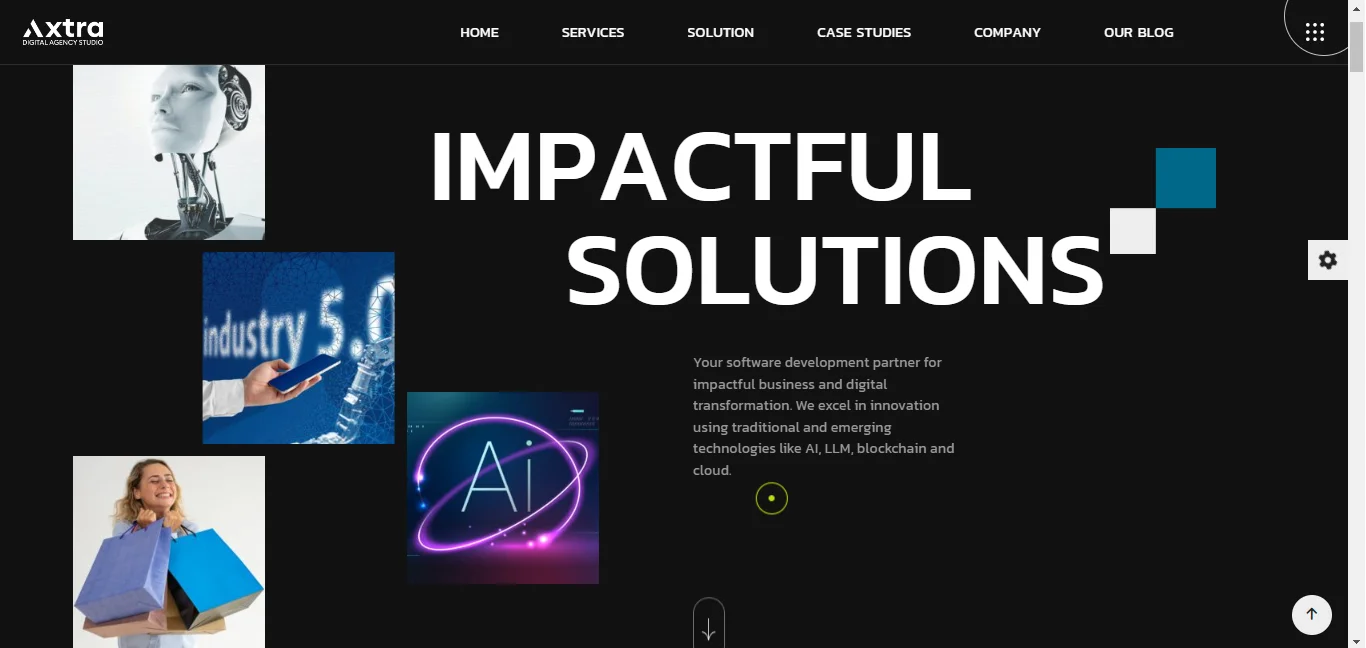 Axtra
DIGITAL AGENCY STUDIO
HOME
SERVICES
SOLUTION
CASE STUDIES
COMPANY
OUR BLOG
IMPACTFUL
SOLUTIONS
industry 5.0
Ai
Your software development partner for
impactful business and digital
transformation. We excel in innovation
using traditional and emerging
technologies like AI, LLM, blockchain and
cloud.